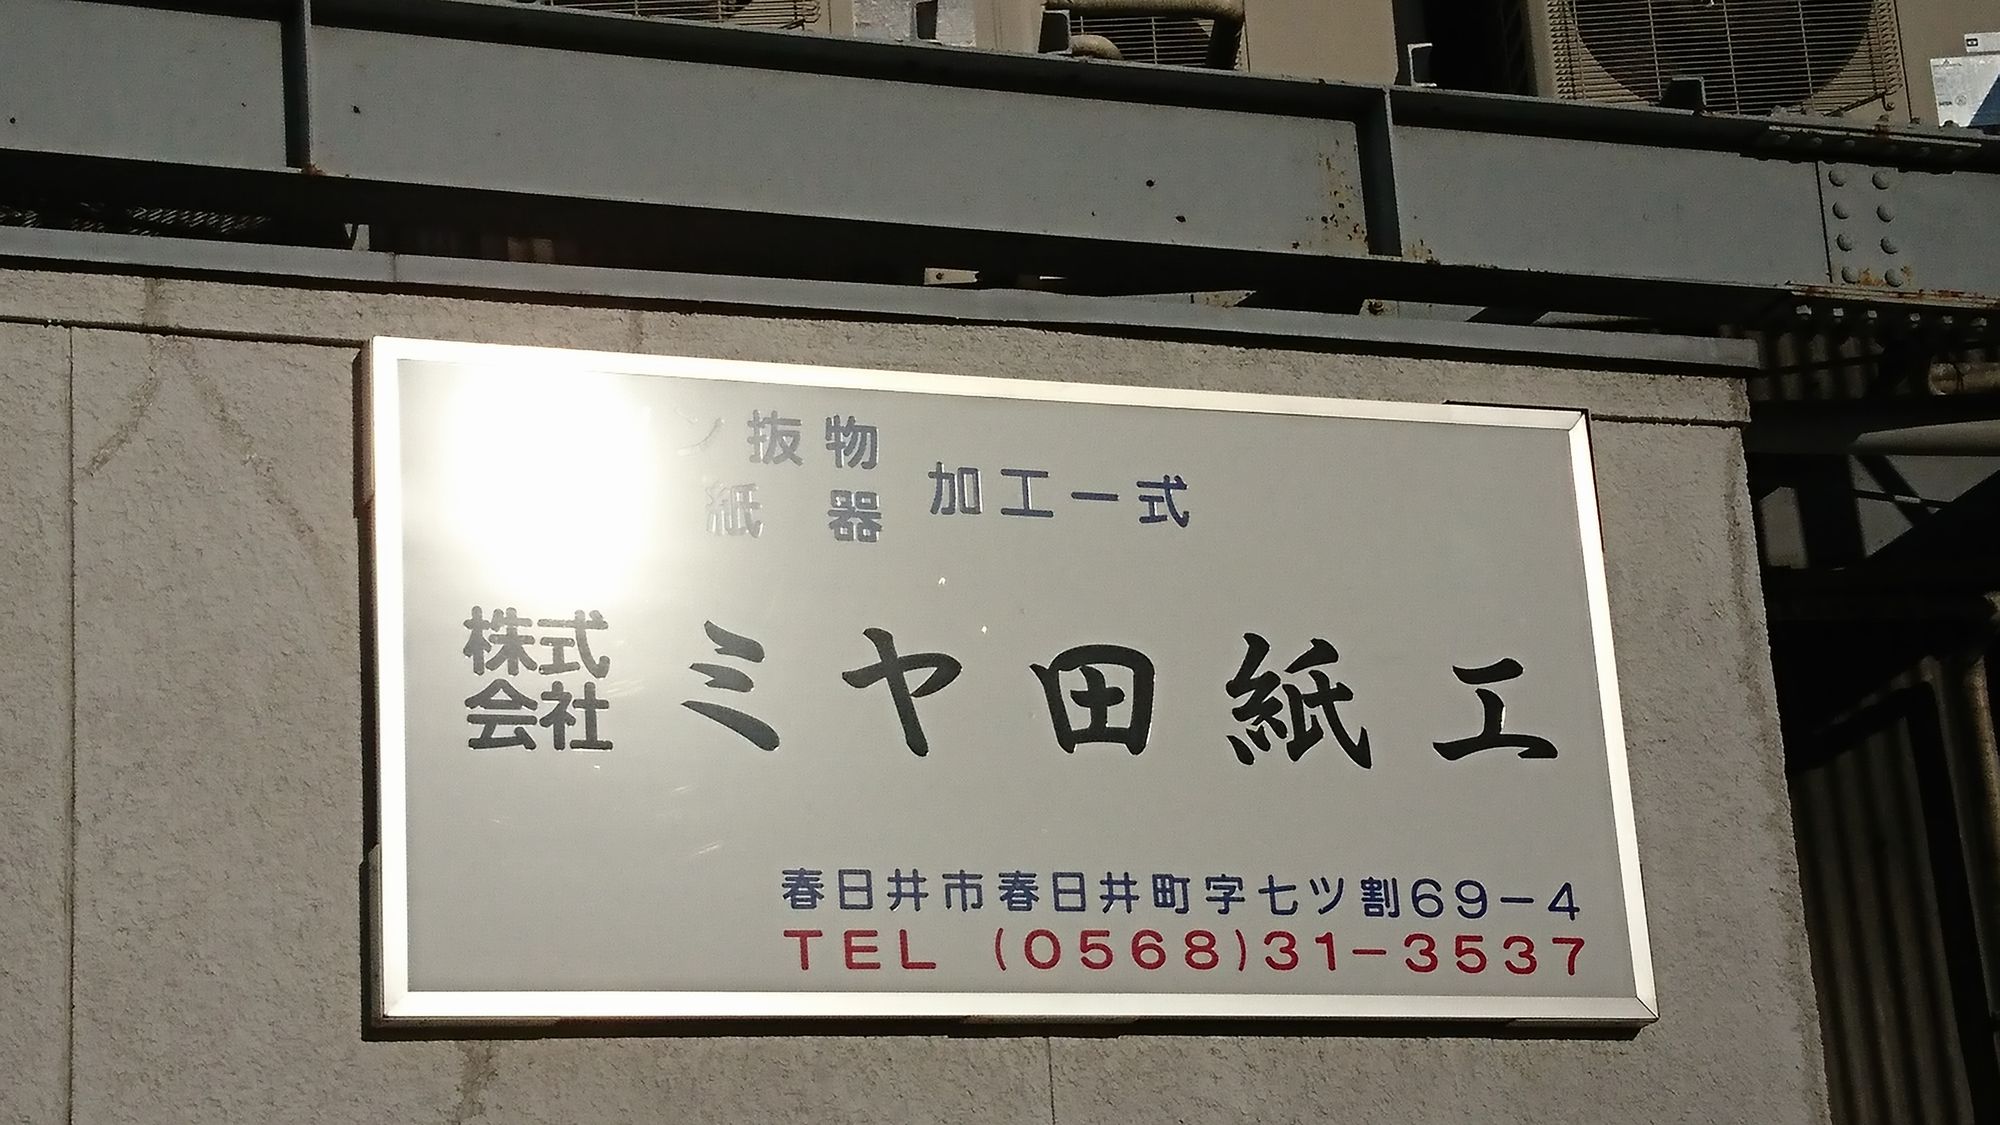 ン抜物
紙器
加工一式
株式会社 ミヤ田紙工
春日井市春日井町字七ツ割69-4
TEL (0568)31-3537